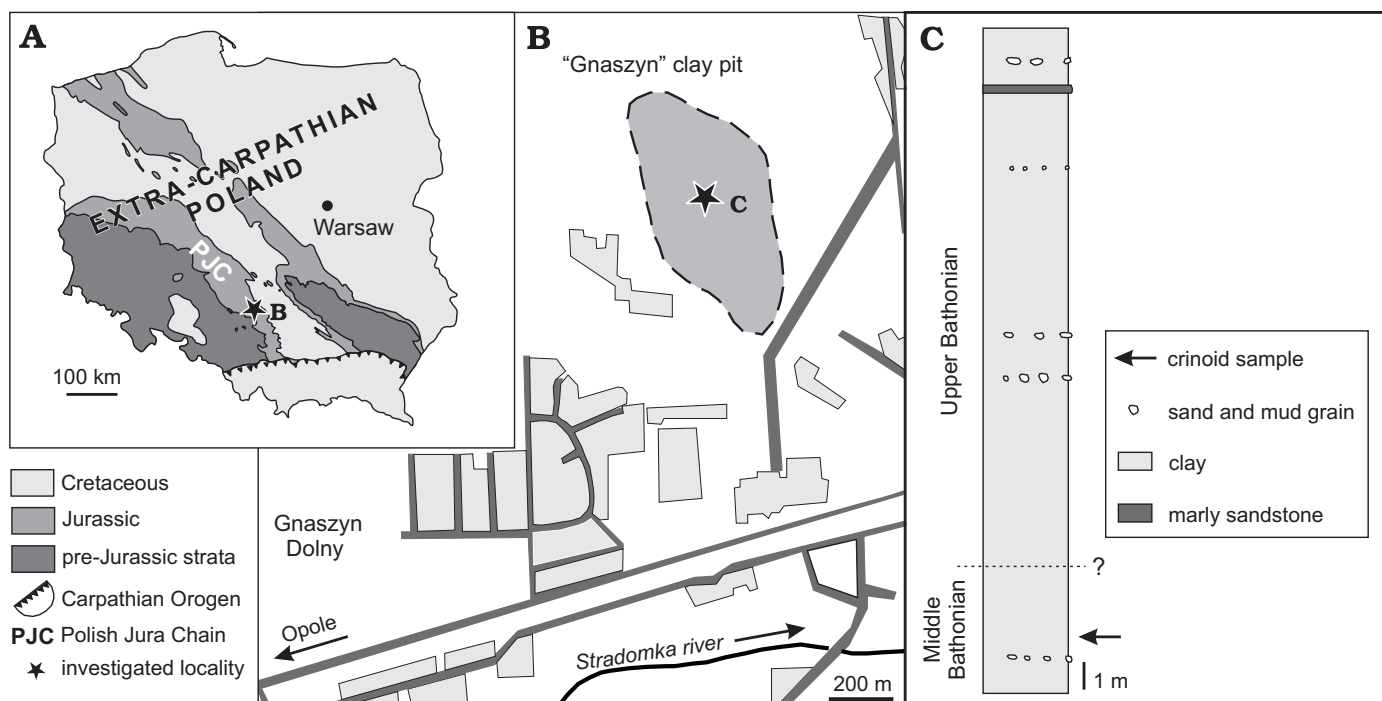 A
EXTRA-CARPATHIAN
POLAND
Warsaw
PJC
B
100 km
Cretaceous
Jurassic
pre-Jurassic strata
Carpathian Orogen
PJC Polish Jura Chain
investigated locality
B
“Gnaszyn” clay pit
C
Gnaszyn
Dolny
Opole
Stradomka river
200 m
C
Upper Bathonian
Middle
Bathonian
?
1 m
crinoid sample
sand and mud grain
clay
marly sandstone